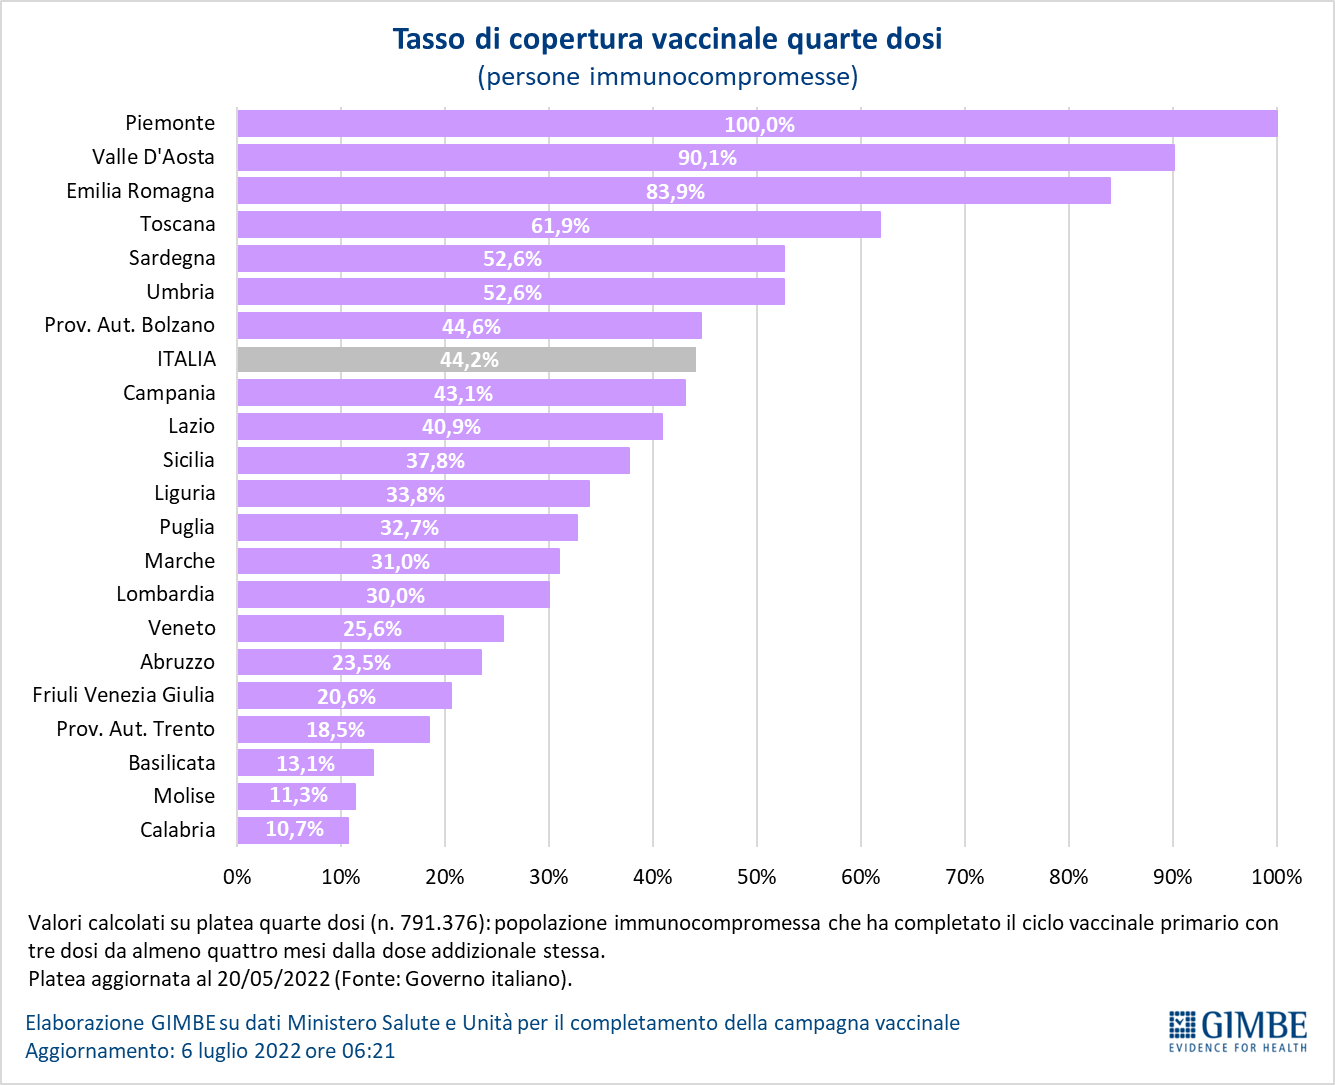 Tasso di copertura vaccinale quarte dosi
(persone immunocompromesse)
Piemonte 100,0%
Valle D'Aosta 90,1%
Emilia Romagna 83,9%
Toscana 61,9%
Sardegna 52,6%
Umbria 52,6%
Prov. Aut. Bolzano 44,6%
ITALIA 44,2%
Campania 43,1%
Lazio 40,9%
Sicilia 37,8%
Liguria 33,8%
Puglia 32,7%
Marche 31,0%
Lombardia 30,0%
Veneto 25,6%
Abruzzo 23,5%
Friuli Venezia Giulia 20,6%
Prov. Aut. Trento 18,5%
Basilicata 13,1%
Molise 11,3%
Calabria 10,7%
0% 10% 20% 30% 40% 50% 60% 70% 80% 90% 100%
Valori calcolati su platea quarte dosi (n. 791.376): popolazione immunocompromessa che ha completato il ciclo vaccinale primario con
tre dosi da almeno quattro mesi dalla dose addizionale stessa.
Platea aggiornata al 20/05/2022 (Fonte: Governo italiano).
Elaborazione GIMBE su dati Ministero Salute e Unità per il completamento della campagna vaccinale
Aggiornamento: 6 luglio 2022 ore 06:21
GIMBE
EVIDENCE FOR HEALTH